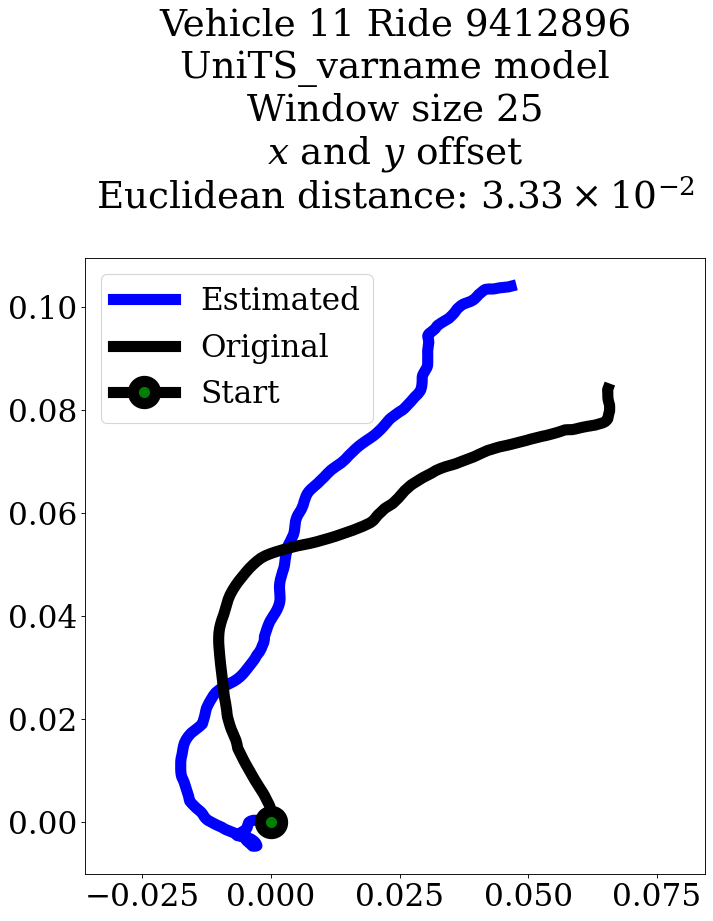 Vehicle 11 Ride 9412896
UniTS_varname model
Window size 25
x and y offset
Euclidean distance: 3.33 × 10⁻²
Estimated
Original
Start
0.10
0.08
0.06
0.04
0.02
0.00
−0.025 0.000 0.025 0.050 0.075